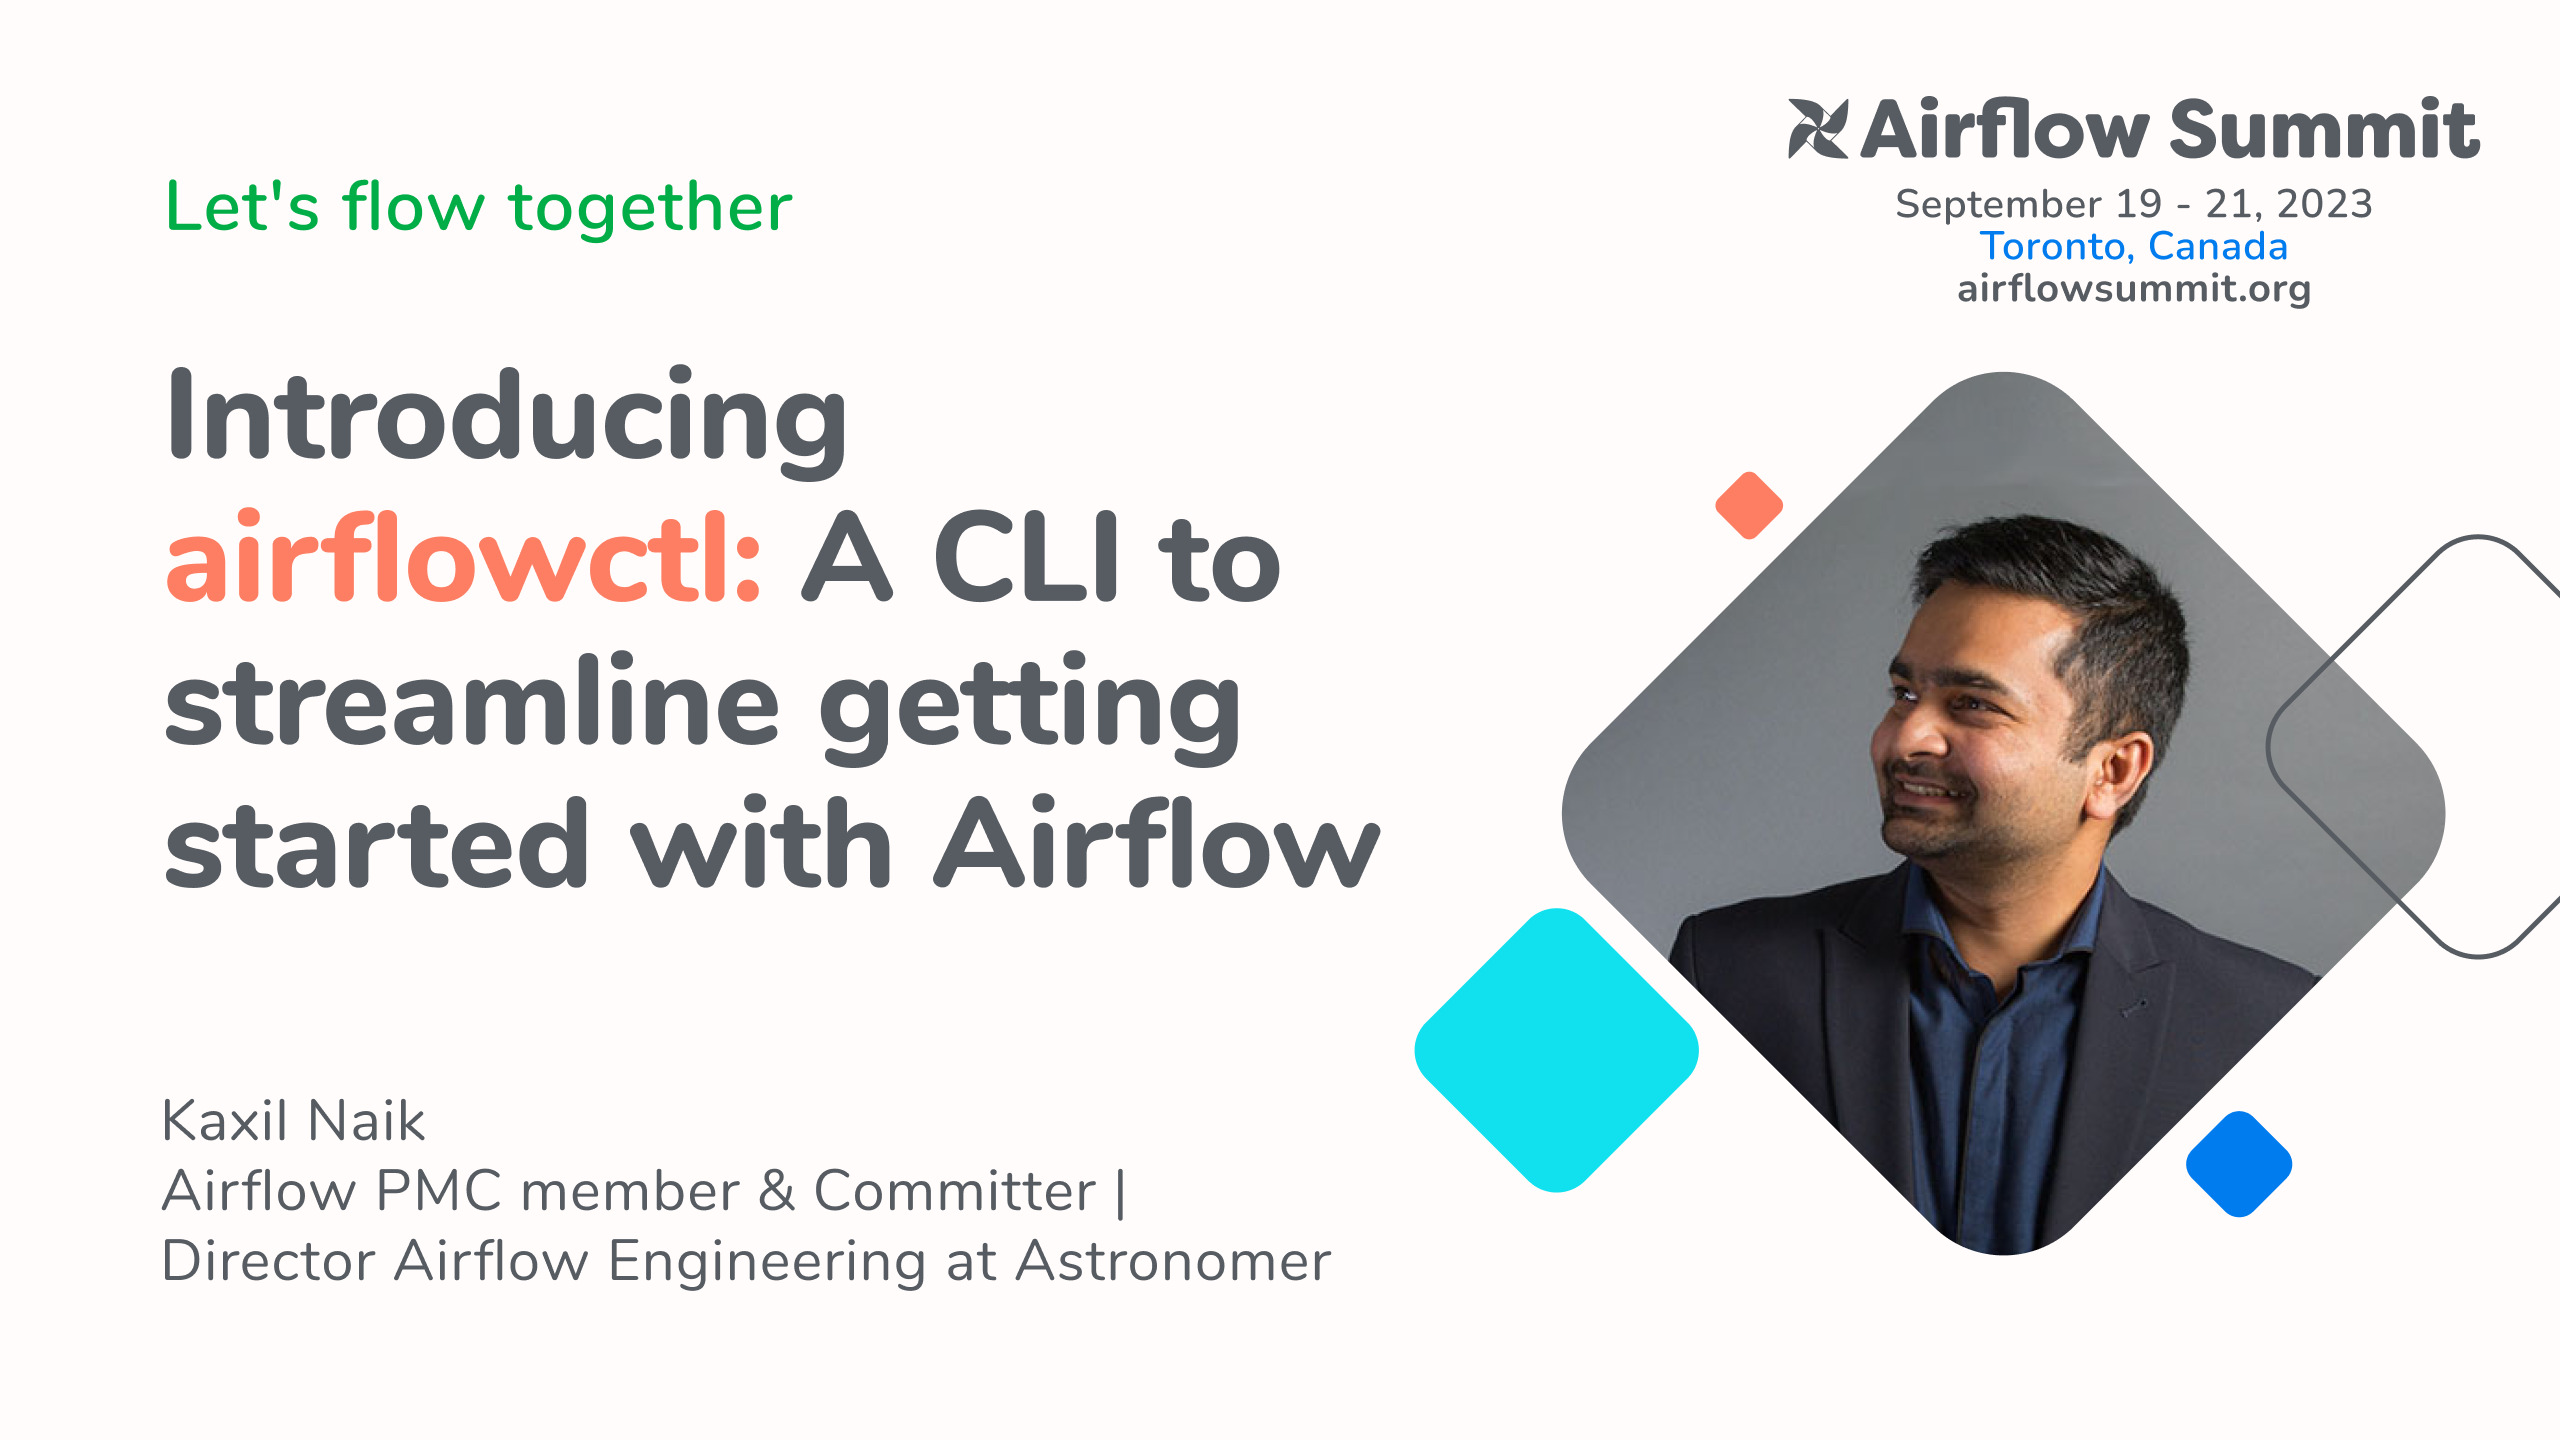 Let's flow together
Introducing
airflowctl: A CLI to
streamline getting
started with Airflow
Kaxil Naik
Airflow PMC member & Committer |
Director Airflow Engineering at Astronomer
Airflow Summit
September 19 - 21, 2023
Toronto, Canada
airflowsummit.org